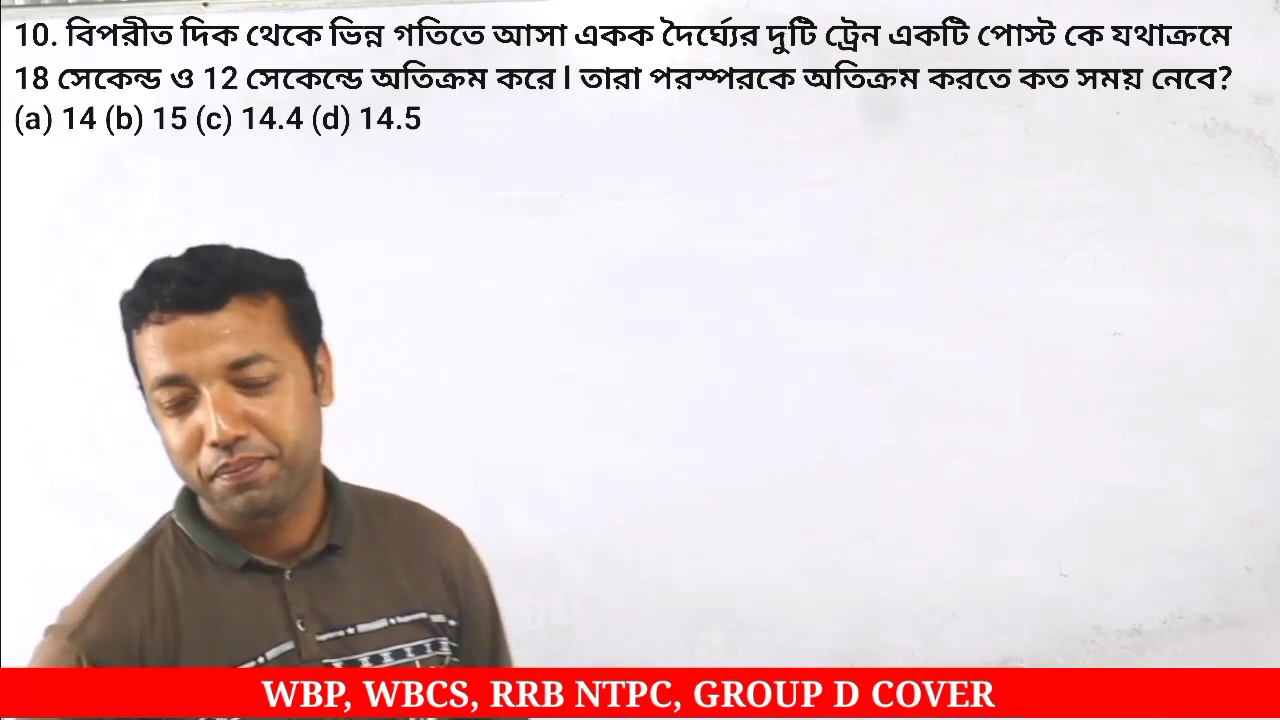 10. বিপরীত দিক থেকে ভিন্ন গতিতে আসা একক দৈর্ঘ্যের দুটি ট্রেন একটি পোস্ট কে যথাক্রমে
18 সেকেন্ড ও 12 সেকেন্ডে অতিক্রম করে। তারা পরস্পরকে অতিক্রম করতে কত সময় নেবে?
(a) 14 (b) 15 (c) 14.4 (d) 14.5
WBP, WBCS, RRB NTPC, GROUP D COVER